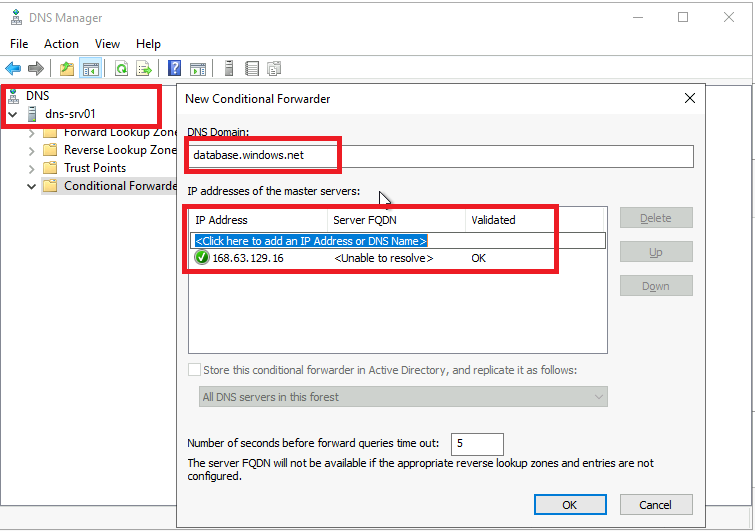 DNS Manager
File Action View Help
DNS
dns-srv01
Forward Lookup Zone
Reverse Lookup Zone
Trust Points
Conditional Forwarde
New Conditional Forwarder
DNS Domain:
database.windows.net
IP addresses of the master servers:
IP Address Server FQDN Validated
<Click here to add an IP Address or DNS Name>
168.63.129.16 <Unable to resolve> OK
Delete
Up
Down
Store this conditional forwarder in Active Directory, and replicate it as follows:
All DNS servers in this forest
Number of seconds before forward queries time out: 5
The server FQDN will not be available if the appropriate reverse lookup zones and entries are not
configured.
OK Cancel